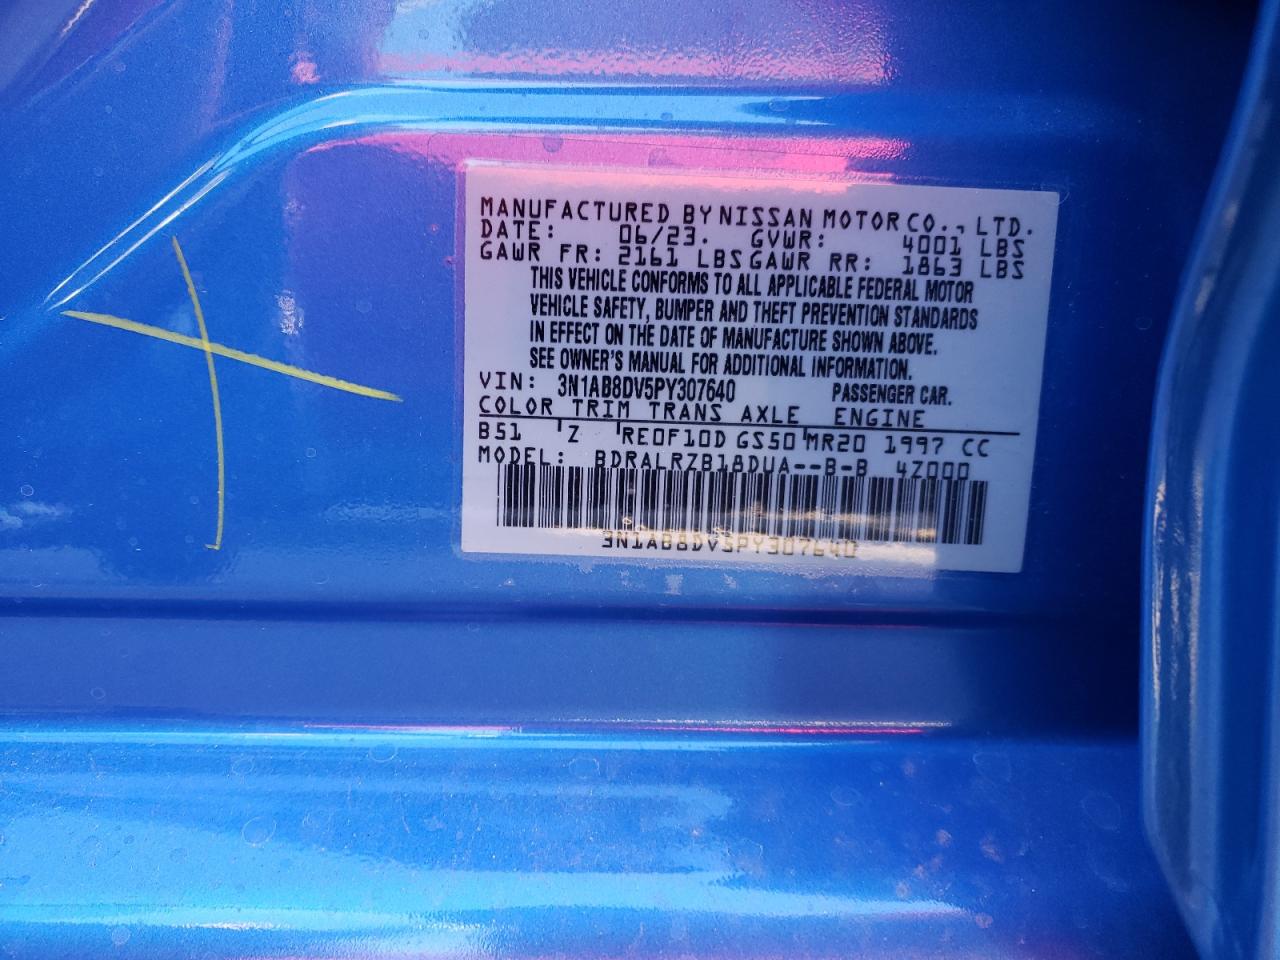 MANUFACTURED BY NISSAN MOTOR CO., LTD.
DATE: 06/23. GVWR: 4001 LBS
GAWR FR: 2161 LBS GAWR RR: 1863 LBS
THIS VEHICLE CONFORMS TO ALL APPLICABLE FEDERAL MOTOR
VEHICLE SAFETY, BUMPER AND THEFT PREVENTION STANDARDS
IN EFFECT ON THE DATE OF MANUFACTURE SHOWN ABOVE.
SEE OWNER'S MANUAL FOR ADDITIONAL INFORMATION.
VIN: 3N1AB8DV5PY307640 PASSENGER CAR.
COLOR TRIM TRANS AXLE ENGINE
B51 Z RE0F10D GS50 MR20 1997 CC
MODEL: BDRALRZB18DUA--B-B 4Z000
3N1AB8DV5PY307640